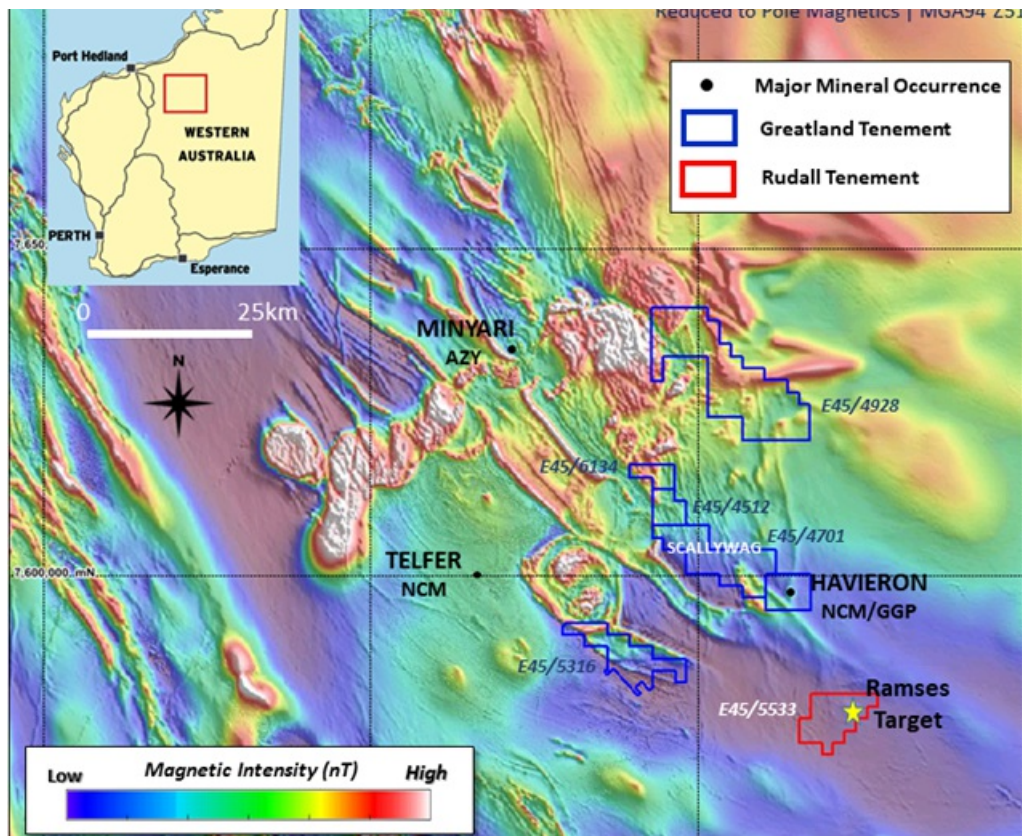 Reduced to Pole Magnetics | MGA94 Z51
Port Hedland
WESTERN
AUSTRALIA
PERTH
Esperance
Major Mineral Occurrence
Greatland Tenement
Rudall Tenement
7,650
0 25km
N
MINYARI
AZY
E45/4928
E45/6134
E45/4512
E45/4701
SCALLYWAG
TELFER
NCM
7,600,000 mN
HAVIERON
NCM/GGP
E45/5316
E45/5533
Ramses
Target
Low Magnetic Intensity (nT) High